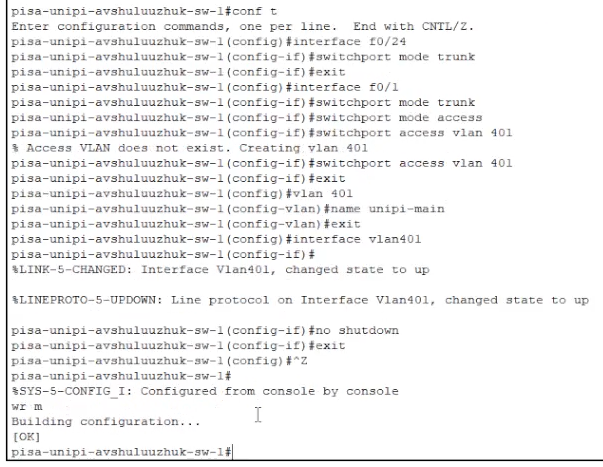 pisa-unipi-avshuluuzhuk-sw-1#conf t
Enter configuration commands, one per line.  End with CNTL/Z.
pisa-unipi-avshuluuzhuk-sw-1(config)#interface f0/24
pisa-unipi-avshuluuzhuk-sw-1(config-if)#switchport mode trunk
pisa-unipi-avshuluuzhuk-sw-1(config-if)#exit
pisa-unipi-avshuluuzhuk-sw-1(config)#interface f0/1
pisa-unipi-avshuluuzhuk-sw-1(config-if)#switchport mode trunk
pisa-unipi-avshuluuzhuk-sw-1(config-if)#switchport mode access
pisa-unipi-avshuluuzhuk-sw-1(config-if)#switchport access vlan 401
% Access VLAN does not exist. Creating vlan 401
pisa-unipi-avshuluuzhuk-sw-1(config-if)#switchport access vlan 401
pisa-unipi-avshuluuzhuk-sw-1(config-if)#exit
pisa-unipi-avshuluuzhuk-sw-1(config)#vlan 401
pisa-unipi-avshuluuzhuk-sw-1(config-vlan)#name unipi-main
pisa-unipi-avshuluuzhuk-sw-1(config-vlan)#exit
pisa-unipi-avshuluuzhuk-sw-1(config)#interface vlan401
pisa-unipi-avshuluuzhuk-sw-1(config-if)#
%LINK-5-CHANGED: Interface Vlan401, changed state to up
%LINEPROTO-5-UPDOWN: Line protocol on Interface Vlan401, changed state to up
pisa-unipi-avshuluuzhuk-sw-1(config-if)#no shutdown
pisa-unipi-avshuluuzhuk-sw-1(config-if)#exit
pisa-unipi-avshuluuzhuk-sw-1(config)#^Z
pisa-unipi-avshuluuzhuk-sw-1#
%SYS-5-CONFIG_I: Configured from console by console
wr m
Building configuration...
[OK]
pisa-unipi-avshuluuzhuk-sw-1#